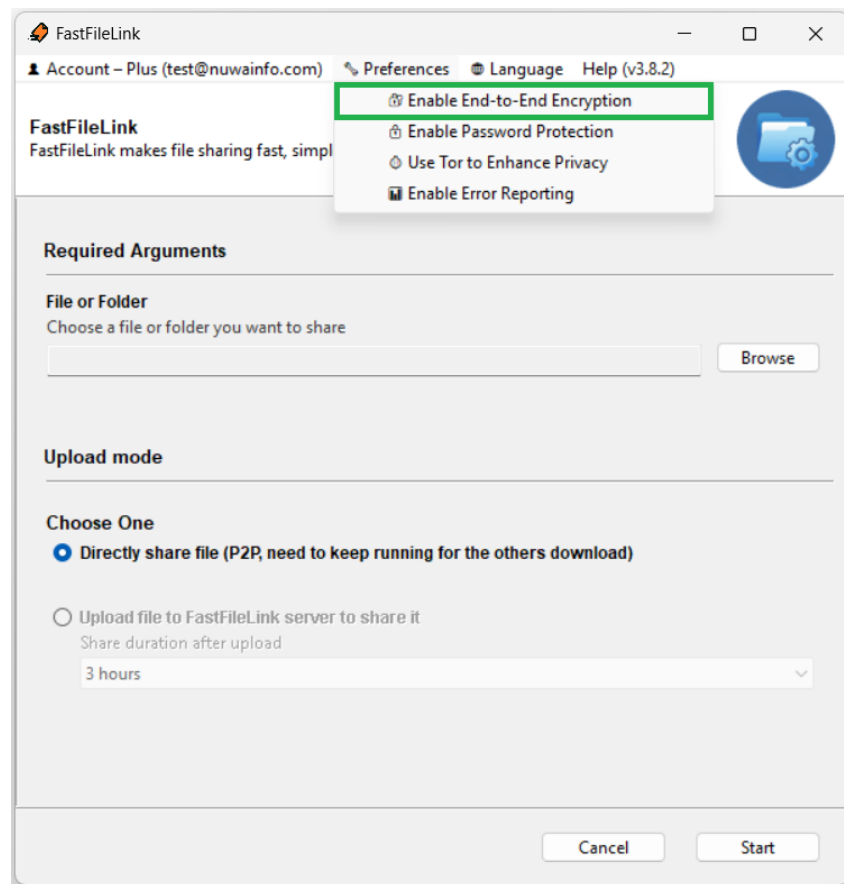 FastFileLink
Account – Plus (test@nuwainfo.com) Preferences Language Help (v3.8.2)
Enable End-to-End Encryption
Enable Password Protection
Use Tor to Enhance Privacy
Enable Error Reporting
FastFileLink
FastFileLink makes file sharing fast, simpl
Required Arguments
File or Folder
Choose a file or folder you want to share
Browse
Upload mode
Choose One
Directly share file (P2P, need to keep running for the others download)
Upload file to FastFileLink server to share it
Share duration after upload
3 hours
Cancel Start